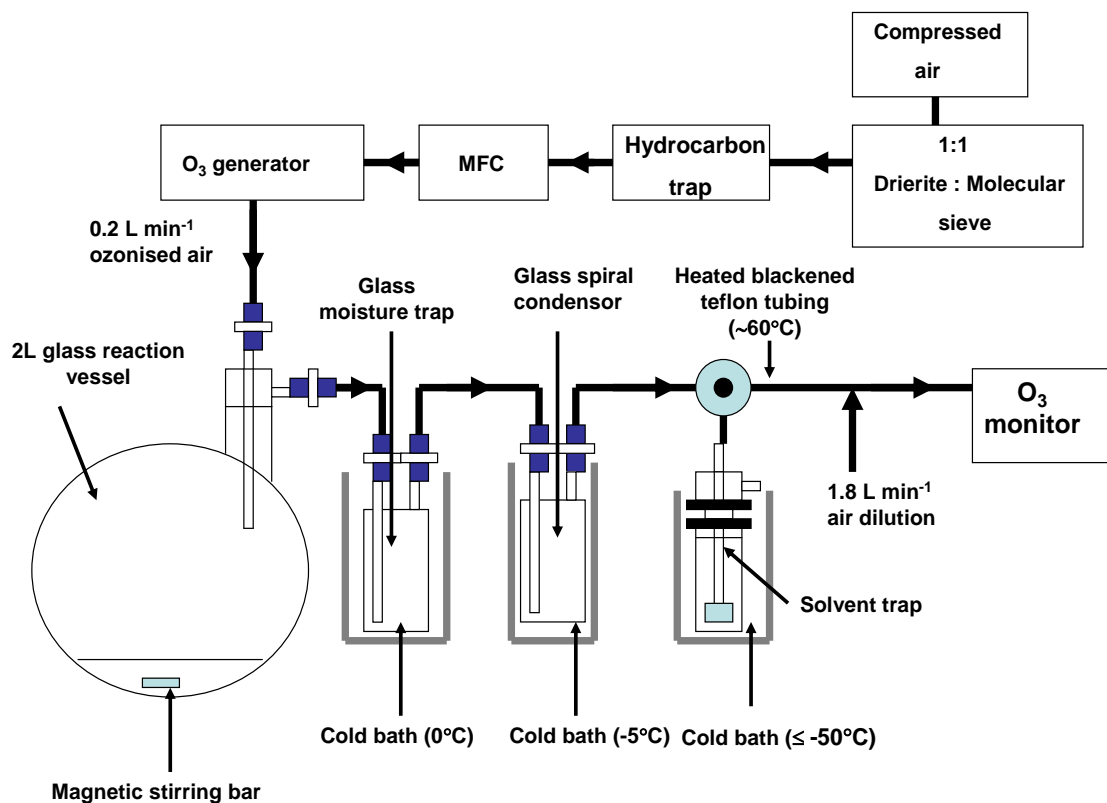 Compressed
air
1:1
Drierite : Molecular
sieve
Hydrocarbon
trap
MFC
O₃ generator
0.2 L min⁻¹
ozonised air
Glass
moisture trap
Glass spiral
condensor
Heated blackened
teflon tubing
(~60°C)
2L glass reaction
vessel
O₃
monitor
1.8 L min⁻¹
air dilution
Solvent trap
Cold bath (0°C)
Cold bath (-5°C)
Cold bath (≤ -50°C)
Magnetic stirring bar